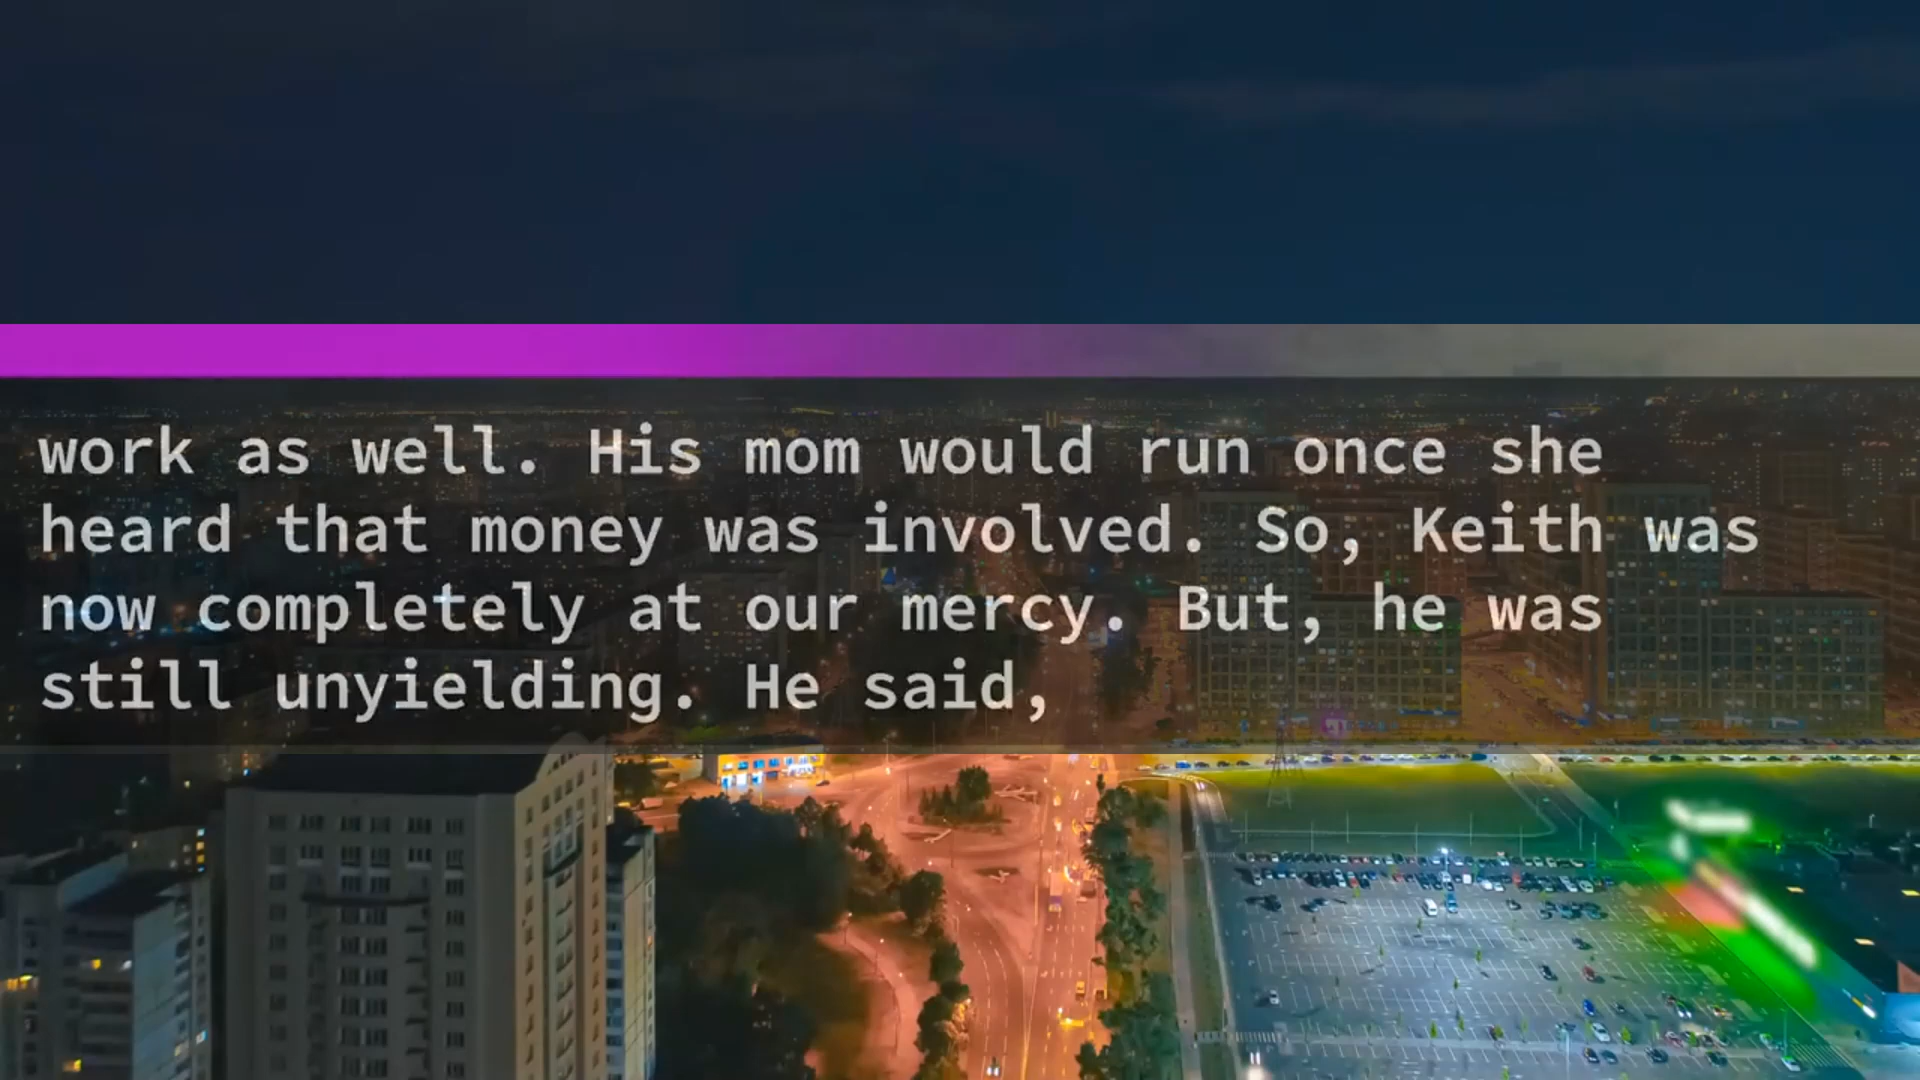 work as well. His mom would run once she
heard that money was involved. So, Keith was
now completely at our mercy. But, he was
still unyielding. He said,